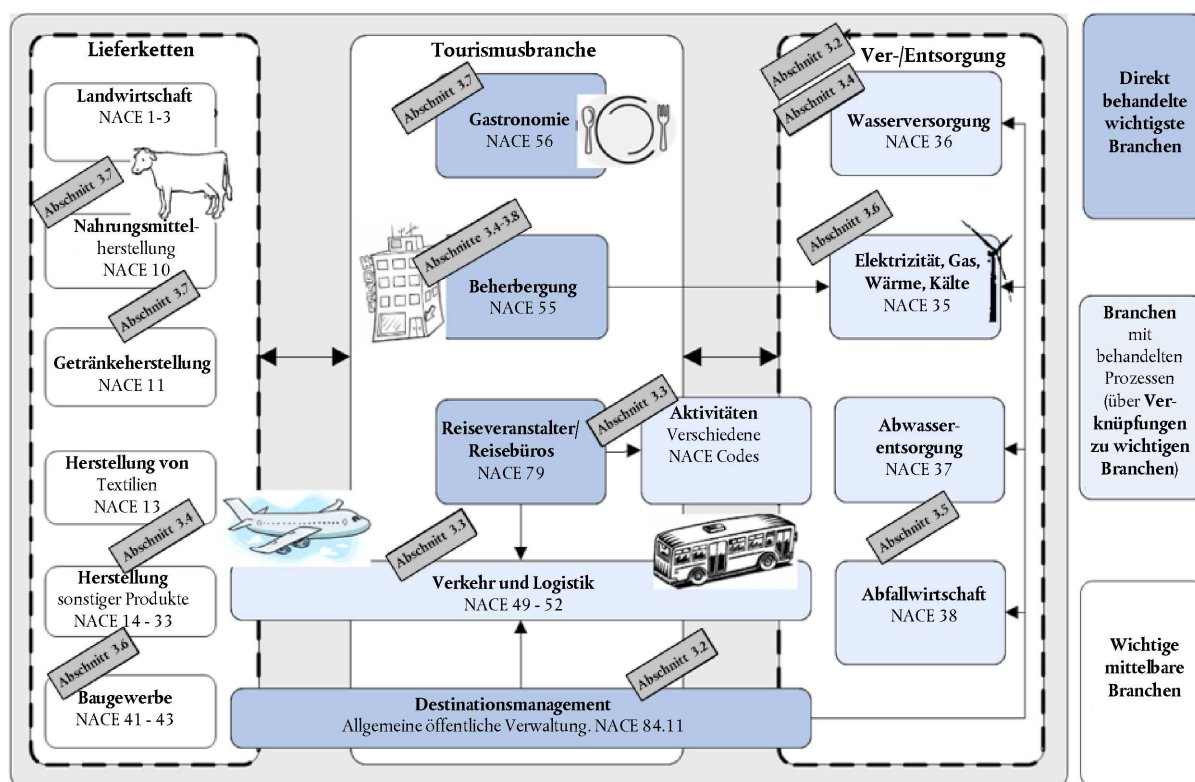 Lieferketten
Landwirtschaft
NACE 1-3
Abschnitt 3.7
Nahrungsmittel-
herstellung
NACE 10
Abschnitt 3.7
Getränkeherstellung
NACE 11
Herstellung von
Textilien
NACE 13
Abschnitt 3.4
Herstellung
sonstiger Produkte
NACE 14 - 33
Abschnitt 3.6
Baugewerbe
NACE 41 - 43
Tourismusbranche
Abschnitt 3.7
Gastronomie
NACE 56
Abschnitte 3.4-3.8
Beherbergung
NACE 55
Reiseveranstalter/
Reisebüros
NACE 79
Abschnitt 3.3
Aktivitäten
Verschiedene
NACE Codes
Abschnitt 3.3
Verkehr und Logistik
NACE 49 - 52
Abschnitt 3.2
Destinationsmanagement
Allgemeine öffentliche Verwaltung. NACE 84.11
Ver-/Entsorgung
Abschnitt 3.2
Abschnitt 3.4
Wasserversorgung
NACE 36
Abschnitt 3.6
Elektrizität, Gas,
Wärme, Kälte
NACE 35
Abwasser-
entsorgung
NACE 37
Abschnitt 3.5
Abfallwirtschaft
NACE 38
Direkt
behandelte
wichtigste
Branchen
Branchen
mit
behandelten
Prozessen
(über Ver-
knüpfungen
zu wichtigen
Branchen)
Wichtige
mittelbare
Branchen